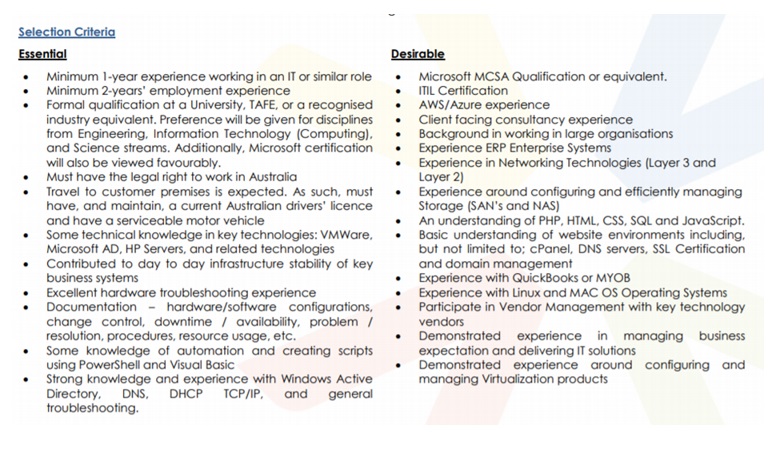 Selection Criteria
Essential
• Minimum 1-year experience working in an IT or similar role
• Minimum 2-years' employment experience
• Formal qualification at a University, TAFE, or a recognised
industry equivalent. Preference will be given for disciplines
from Engineering, Information Technology (Computing),
and Science streams. Additionally, Microsoft certification
will also be viewed favourably.
• Must have the legal right to work in Australia
• Travel to customer premises is expected. As such, must
have, and maintain, a current Australian drivers' licence
and have a serviceable motor vehicle
• Some technical knowledge in key technologies: VMWare,
Microsoft AD, HP Servers, and related technologies
• Contributed to day to day infrastructure stability of key
business systems
• Excellent hardware troubleshooting experience
• Documentation – hardware/software configurations,
change control, downtime / availability, problem /
resolution, procedures, resource usage, etc.
• Some knowledge of automation and creating scripts
using PowerShell and Visual Basic
• Strong knowledge and experience with Windows Active
Directory, DNS, DHCP TCP/IP, and general
troubleshooting.
Desirable
• Microsoft MCSA Qualification or equivalent.
• ITIL Certification
• AWS/Azure experience
• Client facing consultancy experience
• Background in working in large organisations
• Experience ERP Enterprise Systems
• Experience in Networking Technologies (Layer 3 and
Layer 2)
• Experience around configuring and efficiently managing
Storage (SAN's and NAS)
• An understanding of PHP, HTML, CSS, SQL and JavaScript.
• Basic understanding of website environments including,
but not limited to; cPanel, DNS servers, SSL Certification
and domain management
• Experience with QuickBooks or MYOB
• Experience with Linux and MAC OS Operating Systems
• Participate in Vendor Management with key technology
vendors
• Demonstrated experience in managing business
expectation and delivering IT solutions
• Demonstrated experience around configuring and
managing Virtualization products